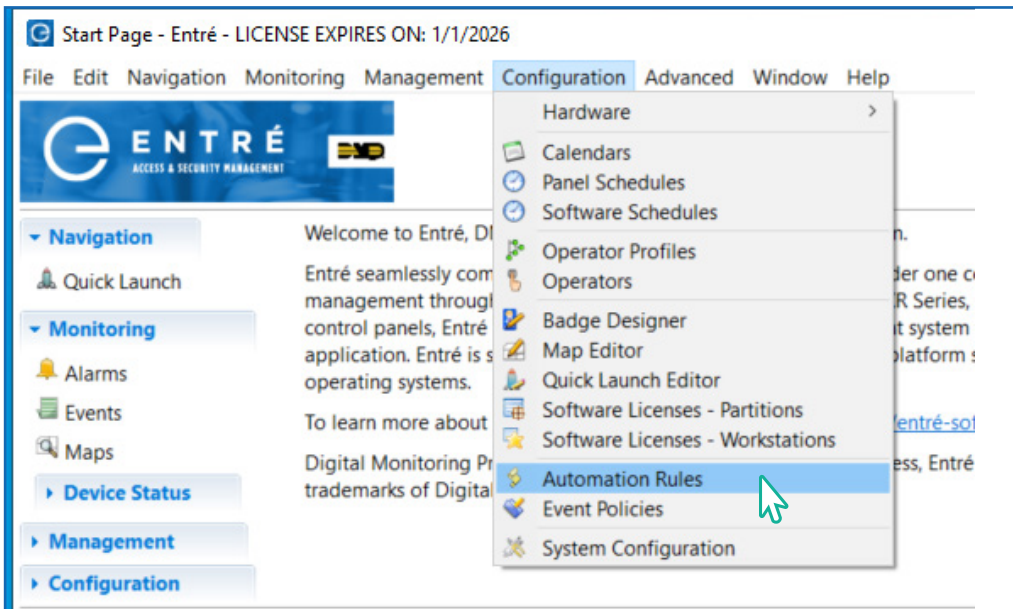 Start Page - Entré - LICENSE EXPIRES ON: 1/1/2026
File Edit Navigation Monitoring Management Configuration Advanced Window Help
ENTRÉ
ACCESS & SECURITY MANAGEMENT
DMP
Navigation
Quick Launch
Monitoring
Alarms
Events
Maps
Device Status
Management
Configuration
Hardware
Calendars
Panel Schedules
Software Schedules
Operator Profiles
Operators
Badge Designer
Map Editor
Quick Launch Editor
Software Licenses - Partitions
Software Licenses - Workstations
Automation Rules
Event Policies
System Configuration
Welcome to Entré, D
n.
Entré seamlessly com
der one c
management through
R Series,
control panels, Entré
t system
application. Entré is s
platform s
operating systems.
To learn more about
/entré-sof
Digital Monitoring Pr
ess, Entré
trademarks of Digital